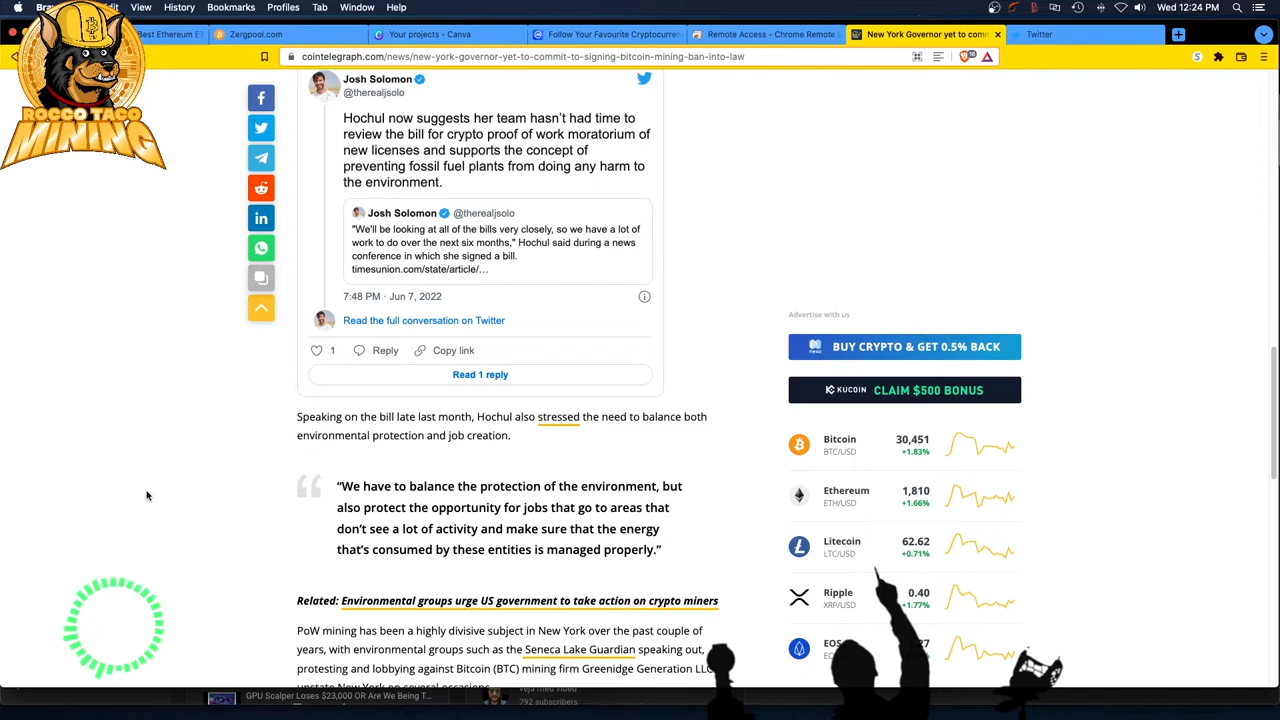 Edit View History Bookmarks Profiles Tab Window Help
Wed 12:24 PM
Best Ethereum ET
Zergpool.com
Your projects - Canva
Follow Your Favourite Cryptocurren
Remote Access - Chrome Remote D
New York Governor yet to comm
Twitter
cointelegraph.com/news/new-york-governor-yet-to-commit-to-signing-bitcoin-mining-ban-into-law
ROCCO TACO
MINING
Josh Solomon
@therealjsolo
Hochul now suggests her team hasn't had time to
review the bill for crypto proof of work moratorium of
new licenses and supports the concept of
preventing fossil fuel plants from doing any harm to
the environment.
Josh Solomon @therealjsolo
"We'll be looking at all of the bills very closely, so we have a lot of
work to do over the next six months," Hochul said during a news
conference in which she signed a bill.
timesunion.com/state/article/…
7:48 PM · Jun 7, 2022
Read the full conversation on Twitter
1 Reply Copy link
Read 1 reply
Speaking on the bill late last month, Hochul also stressed the need to balance both
environmental protection and job creation.
“We have to balance the protection of the environment, but
also protect the opportunity for jobs that go to areas that
don’t see a lot of activity and make sure that the energy
that’s consumed by these entities is managed properly.”
Related: Environmental groups urge US government to take action on crypto miners
PoW mining has been a highly divisive subject in New York over the past couple of
years, with environmental groups such as the Seneca Lake Guardian speaking out,
protesting and lobbying against Bitcoin (BTC) mining firm Greenidge Generation LLC
upstate New York on several occasions
Advertise with us
BUY CRYPTO & GET 0.5% BACK
KUCOIN CLAIM $500 BONUS
Bitcoin 30,451
BTC/USD +1.83%
Ethereum 1,810
ETH/USD +1.66%
Litecoin 62.62
LTC/USD +0.71%
Ripple 0.40
XRP/USD +1.77%
EOS
GPU Scalper Loses $23,000 OR Are We Being T...
792 subscribers